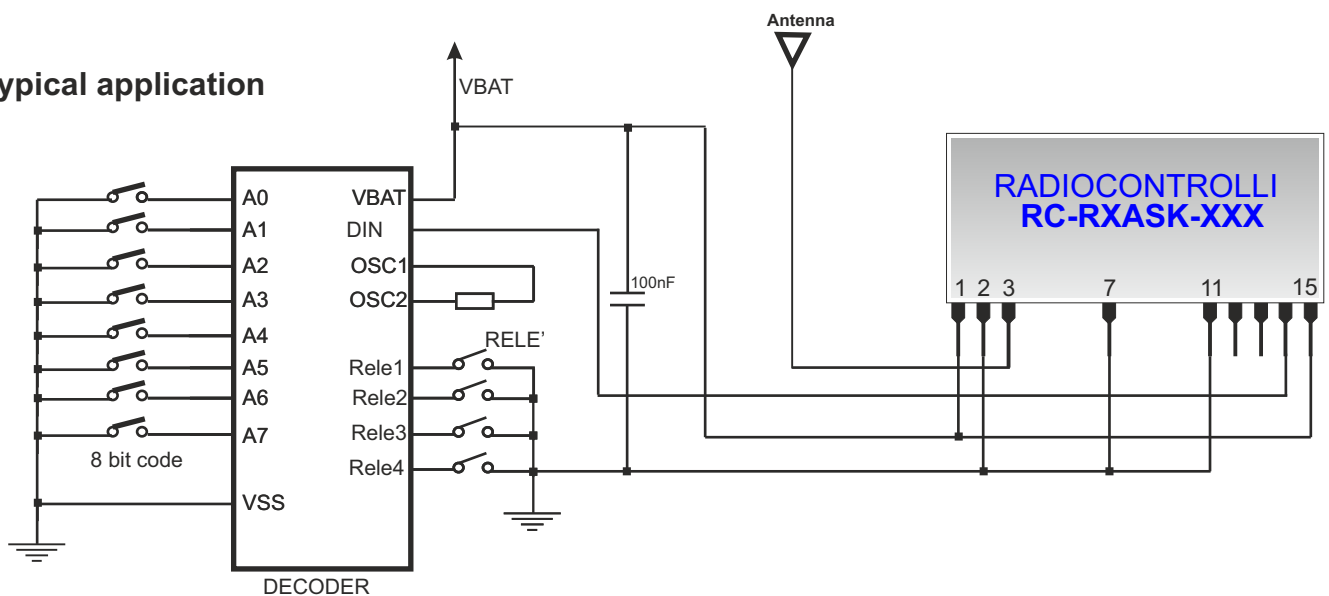 Antenna
ypical application
VBAT
RADIOCONTROLLI
RC-RXASK-XXX
1 2 3 7 11 15
A0
A1
A2
A3
A4
A5
A6
A7
VSS
VBAT
DIN
OSC1
OSC2
Rele1
Rele2
Rele3
Rele4
RELE'
100nF
8 bit code
DECODER